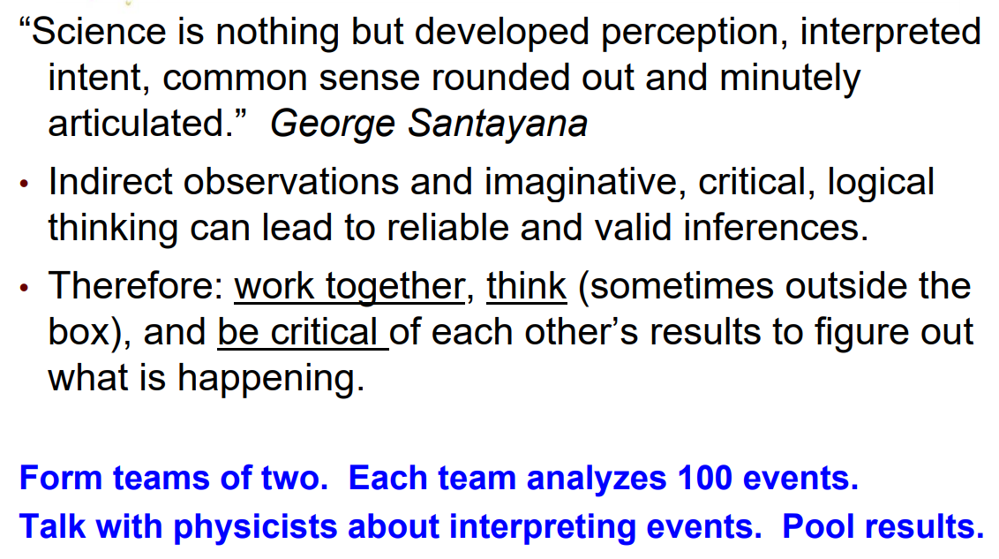 “Science is nothing but developed perception, interpreted
intent, common sense rounded out and minutely
articulated.”  George Santayana
• Indirect observations and imaginative, critical, logical
thinking can lead to reliable and valid inferences.
• Therefore: work together, think (sometimes outside the
box), and be critical of each other’s results to figure out
what is happening.
Form teams of two.  Each team analyzes 100 events.
Talk with physicists about interpreting events.  Pool results.